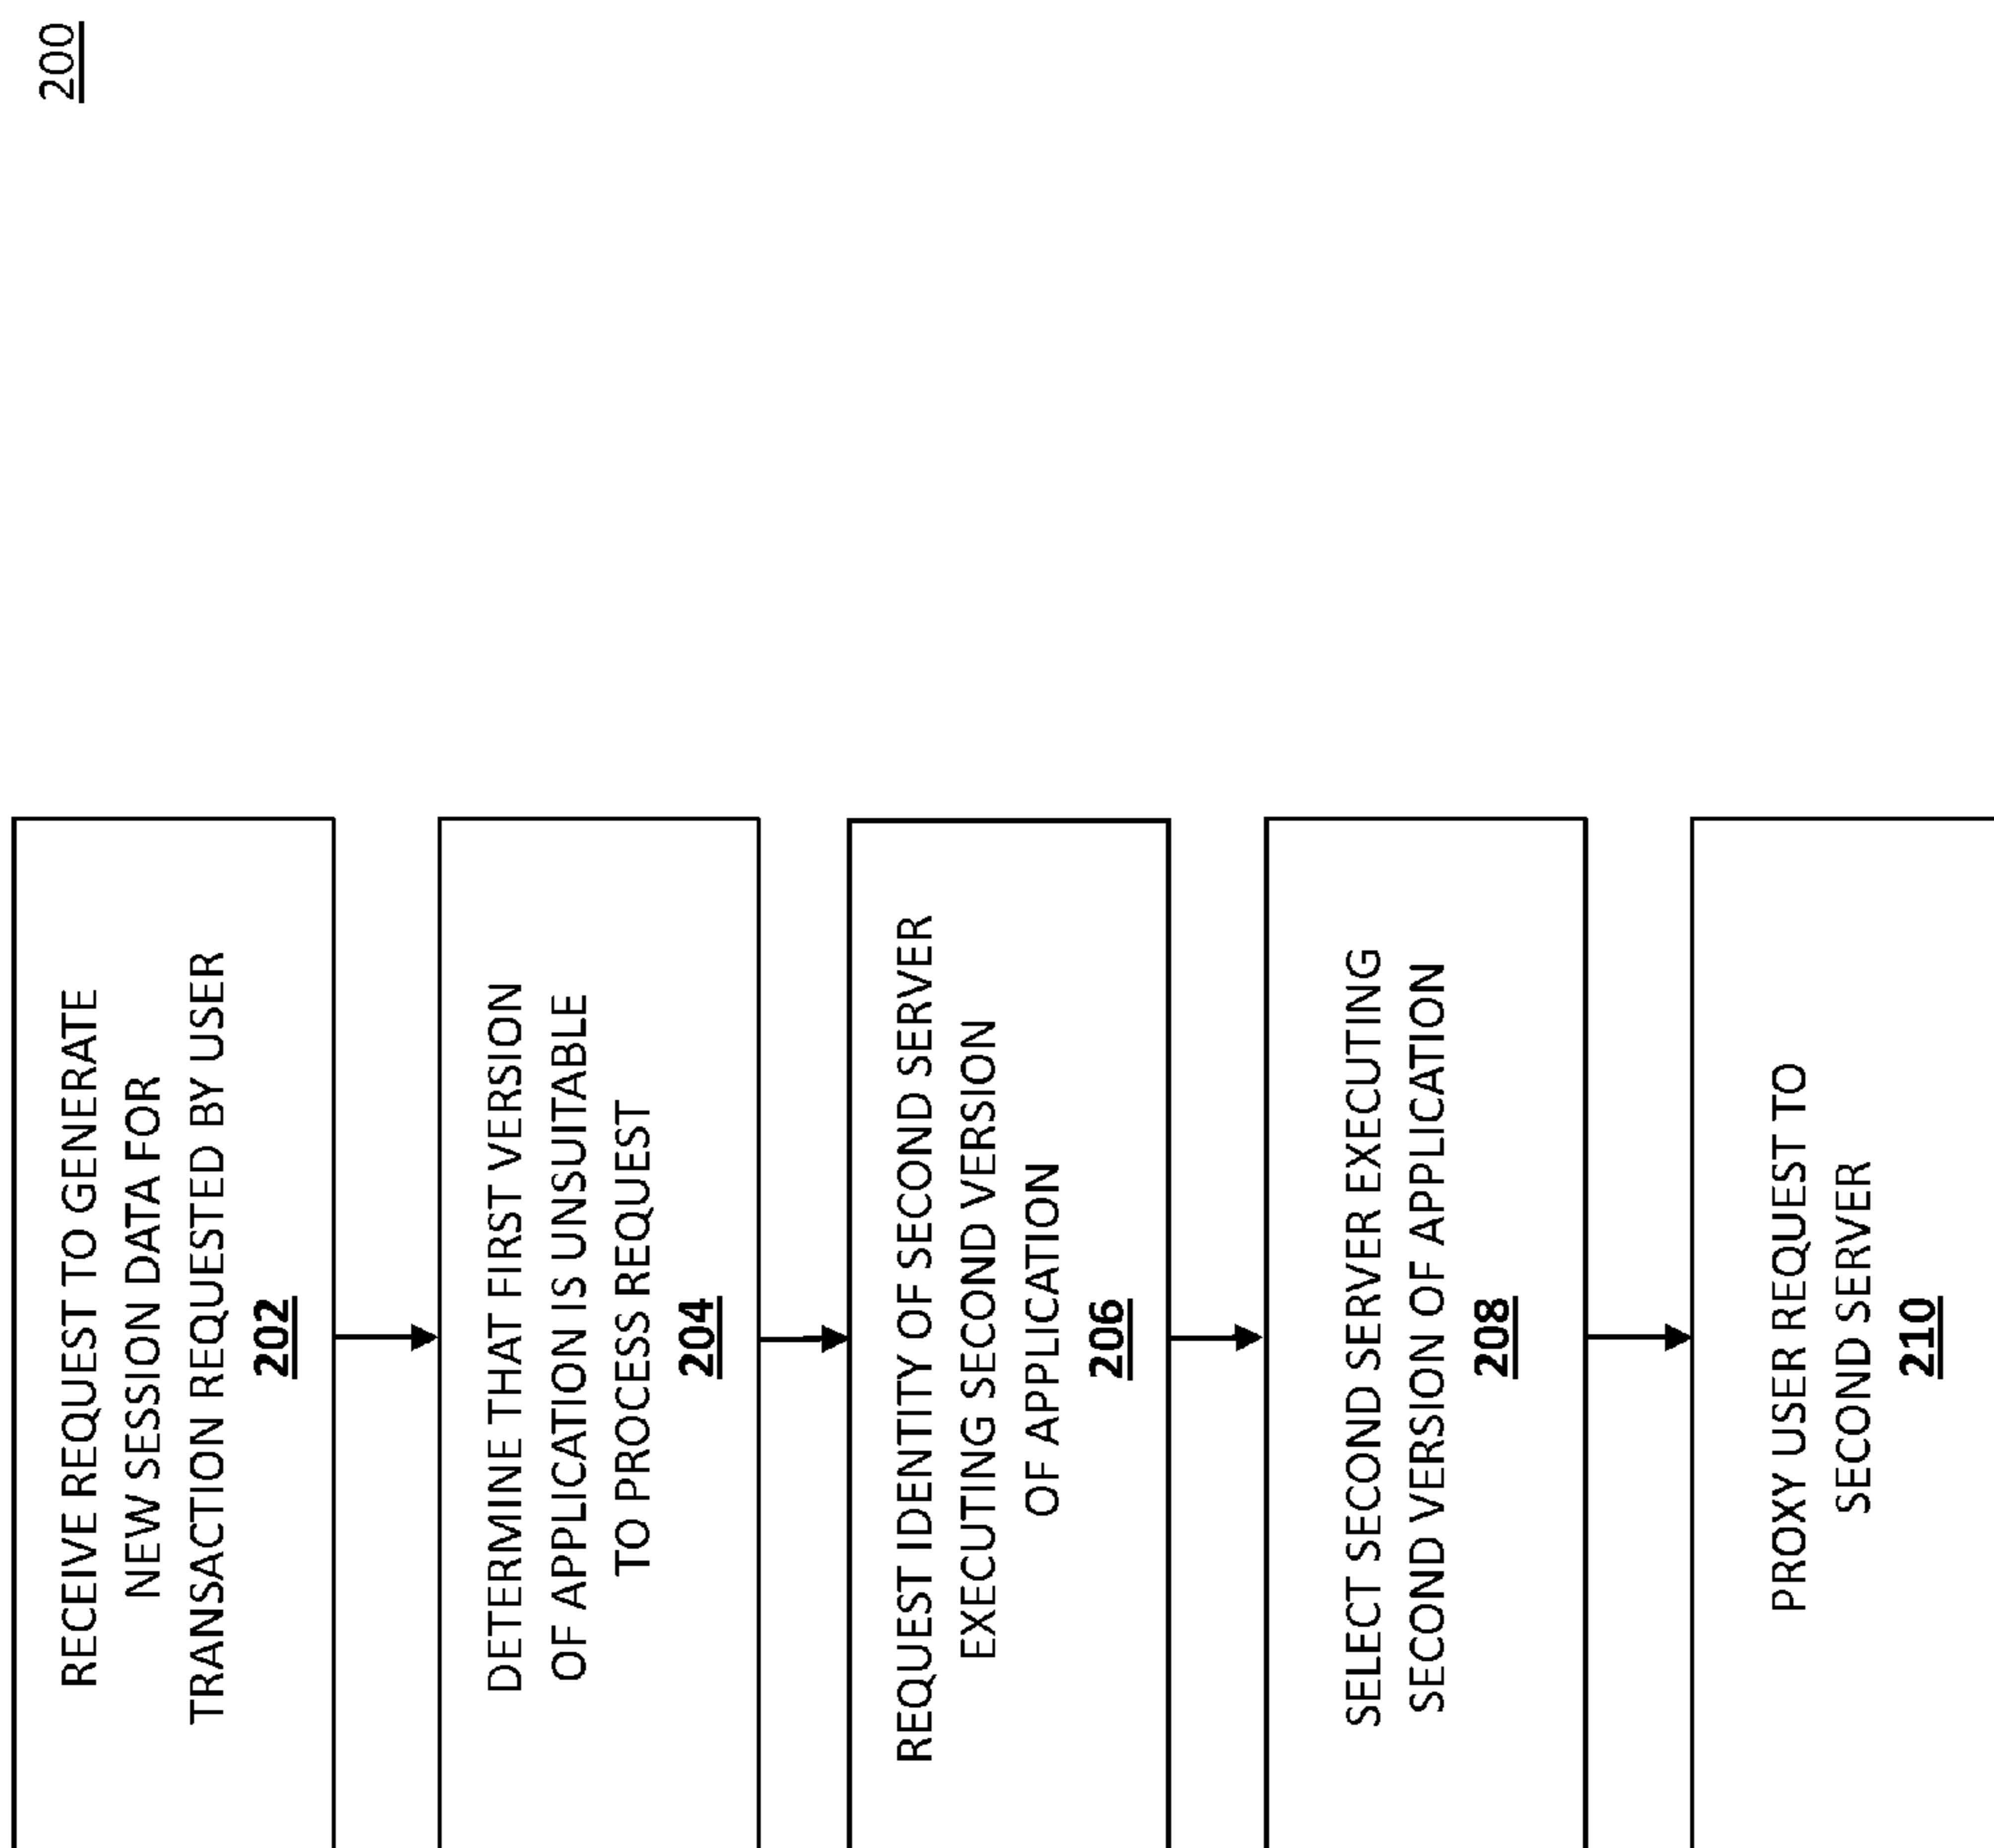 200
RECEIVE REQUEST TO GENERATE
NEW SESSION DATA FOR
TRANSACTION REQUESTED BY USER
202
DETERMINE THAT FIRST VERSION
OF APPLICATION IS UNSUITABLE
TO PROCESS REQUEST
204
REQUEST IDENTITY OF SECOND SERVER
EXECUTING SECOND VERSION
OF APPLICATION
206
SELECT SECOND SERVER EXECUTING
SECOND VERSION OF APPLICATION
208
PROXY USER REQUEST TO
SECOND SERVER
210